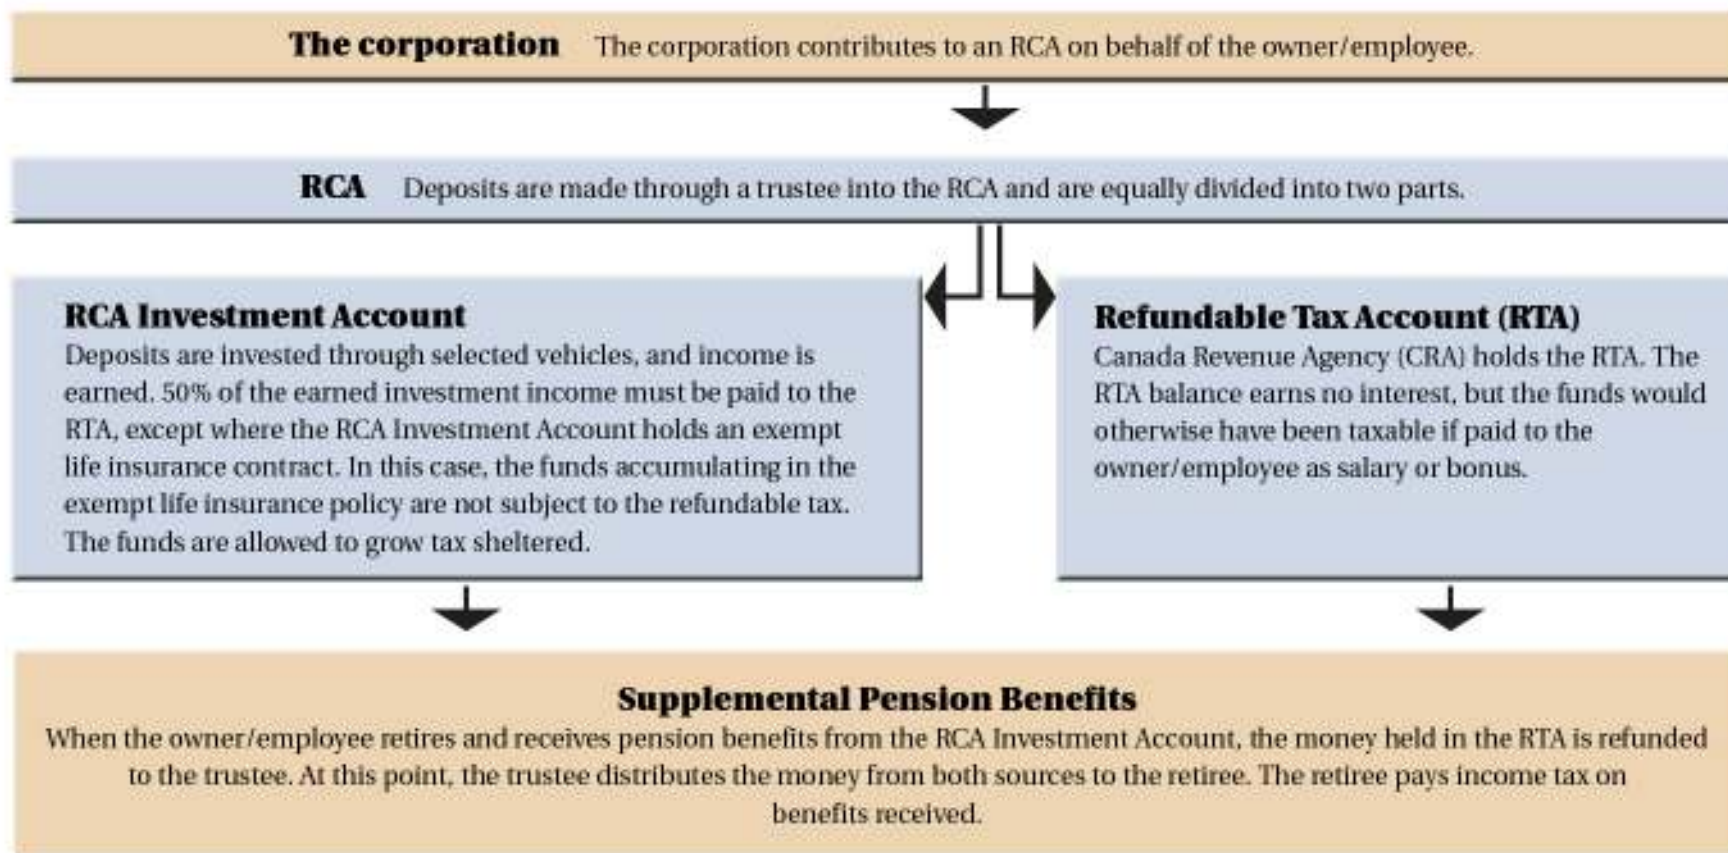 The corporation The corporation contributes to an RCA on behalf of the owner/employee.
RCA Deposits are made through a trustee into the RCA and are equally divided into two parts.
RCA Investment Account
Deposits are invested through selected vehicles, and income is
earned. 50% of the earned investment income must be paid to the
RTA, except where the RCA Investment Account holds an exempt
life insurance contract. In this case, the funds accumulating in the
exempt life insurance policy are not subject to the refundable tax.
The funds are allowed to grow tax sheltered.
Refundable Tax Account (RTA)
Canada Revenue Agency (CRA) holds the RTA. The
RTA balance earns no interest, but the funds would
otherwise have been taxable if paid to the
owner/employee as salary or bonus.
Supplemental Pension Benefits
When the owner/employee retires and receives pension benefits from the RCA Investment Account, the money held in the RTA is refunded
to the trustee. At this point, the trustee distributes the money from both sources to the retiree. The retiree pays income tax on
benefits received.